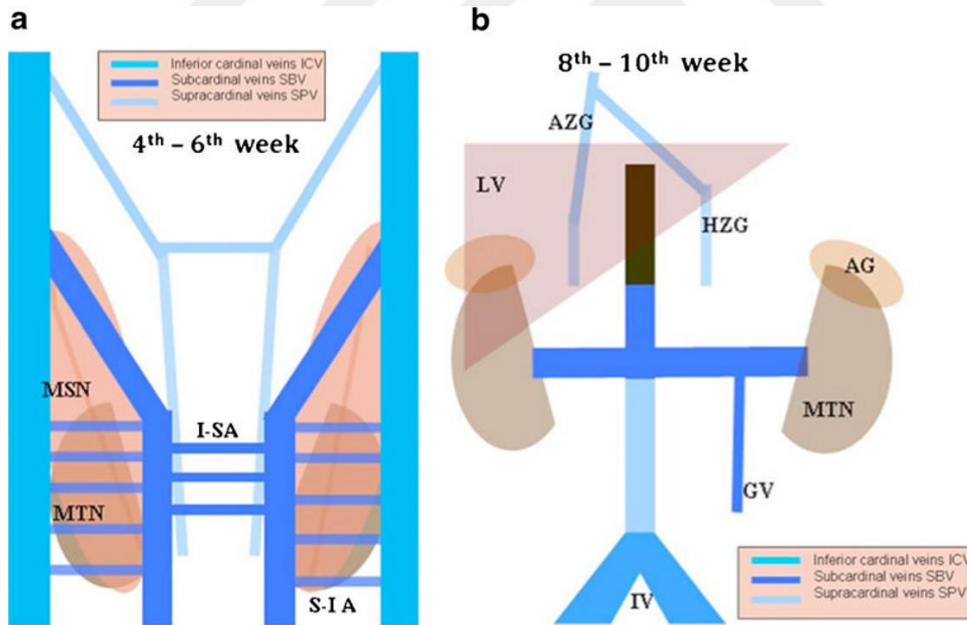 a
Inferior cardinal veins ICV
Subcardinal veins SBV
Supracardinal veins SPV
4th – 6th week
MSN
I-SA
MTN
S-I A
b
8th – 10th week
AZG
LV
HZG
AG
MTN
GV
IV
Inferior cardinal veins ICV
Subcardinal veins SBV
Supracardinal veins SPV